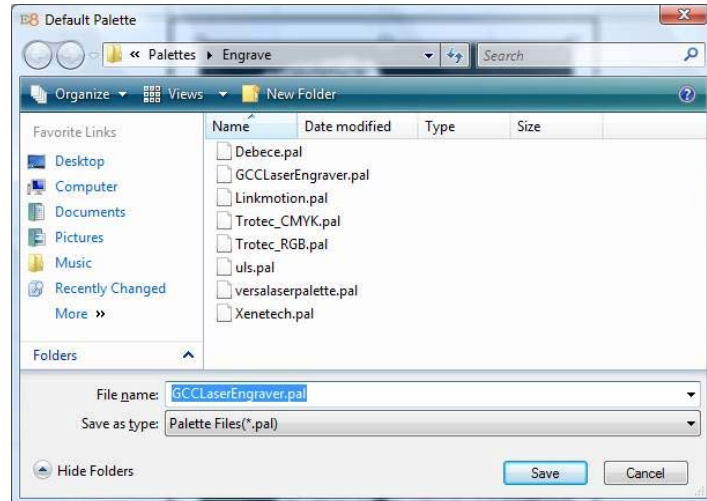 E8 Default Palette
« Palettes ▸ Engrave
Search
Organize
Views
New Folder
Favorite Links
Desktop
Computer
Documents
Pictures
Music
Recently Changed
More »
Folders
Name Date modified Type Size
Debece.pal
GCCLaserEngraver.pal
Linkmotion.pal
Trotec_CMYK.pal
Trotec_RGB.pal
uls.pal
versalaserpalette.pal
Xenetech.pal
File name: GCCLaserEngraver.pal
Save as type: Palette Files(*.pal)
Hide Folders
Save
Cancel